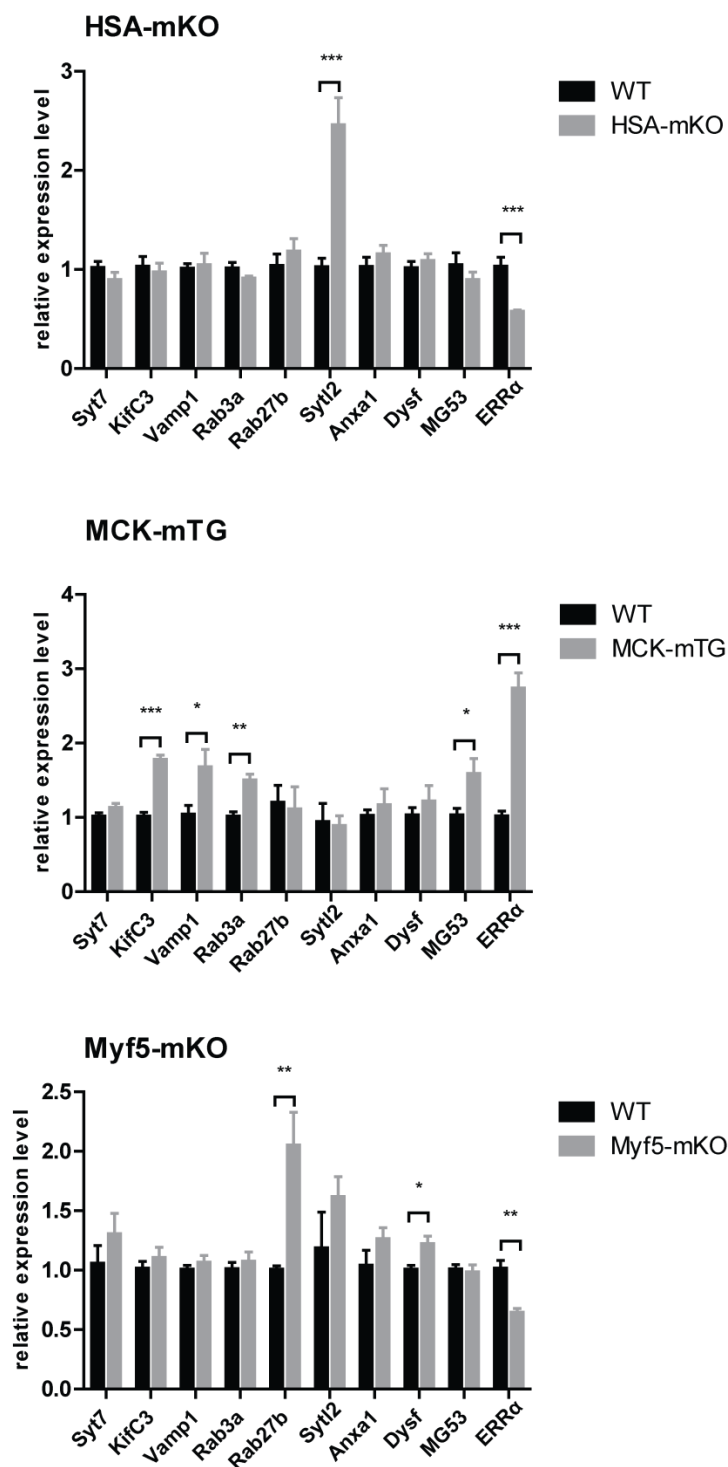 HSA-mKO
relative expression level
3
2
1
0
***
***
WT
HSA-mKO
Syt7
KifC3
Vamp1
Rab3a
Rab27b
Sytl2
Anxa1
Dysf
MG53
ERRα
MCK-mTG
relative expression level
4
3
2
1
0
***
*
**
*
***
WT
MCK-mTG
Syt7
KifC3
Vamp1
Rab3a
Rab27b
Sytl2
Anxa1
Dysf
MG53
ERRα
Myf5-mKO
relative expression level
2.5
2.0
1.5
1.0
0.5
0.0
**
*
**
WT
Myf5-mKO
Syt7
KifC3
Vamp1
Rab3a
Rab27b
Sytl2
Anxa1
Dysf
MG53
ERRα